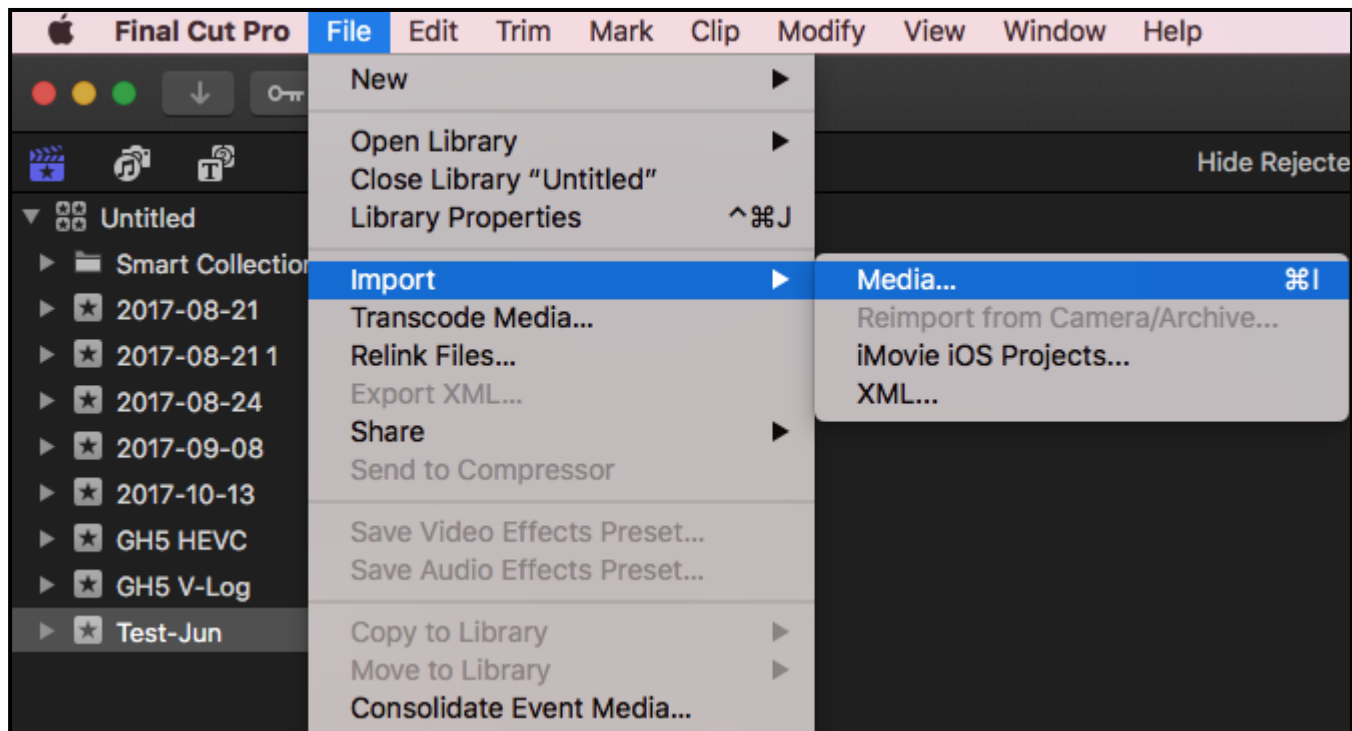 Final Cut Pro File Edit Trim Mark Clip Modify View Window Help
New
Open Library
Close Library “Untitled”
Library Properties ^⌘J
Hide Rejecte
Untitled
Smart Collection
Import
Media... ⌘I
2017-08-21
Transcode Media...
Reimport from Camera/Archive...
2017-08-21 1
Relink Files...
iMovie iOS Projects...
2017-08-24
Export XML...
XML...
2017-09-08
Share
Send to Compressor
2017-10-13
GH5 HEVC
Save Video Effects Preset...
GH5 V-Log
Save Audio Effects Preset...
Test-Jun
Copy to Library
Move to Library
Consolidate Event Media...